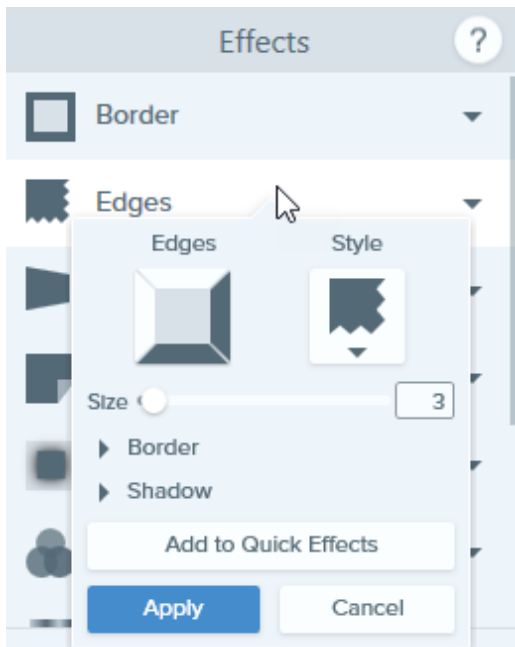 Effects ?
Border
Edges
Edges Style
Size 3
Border
Shadow
Add to Quick Effects
Apply Cancel